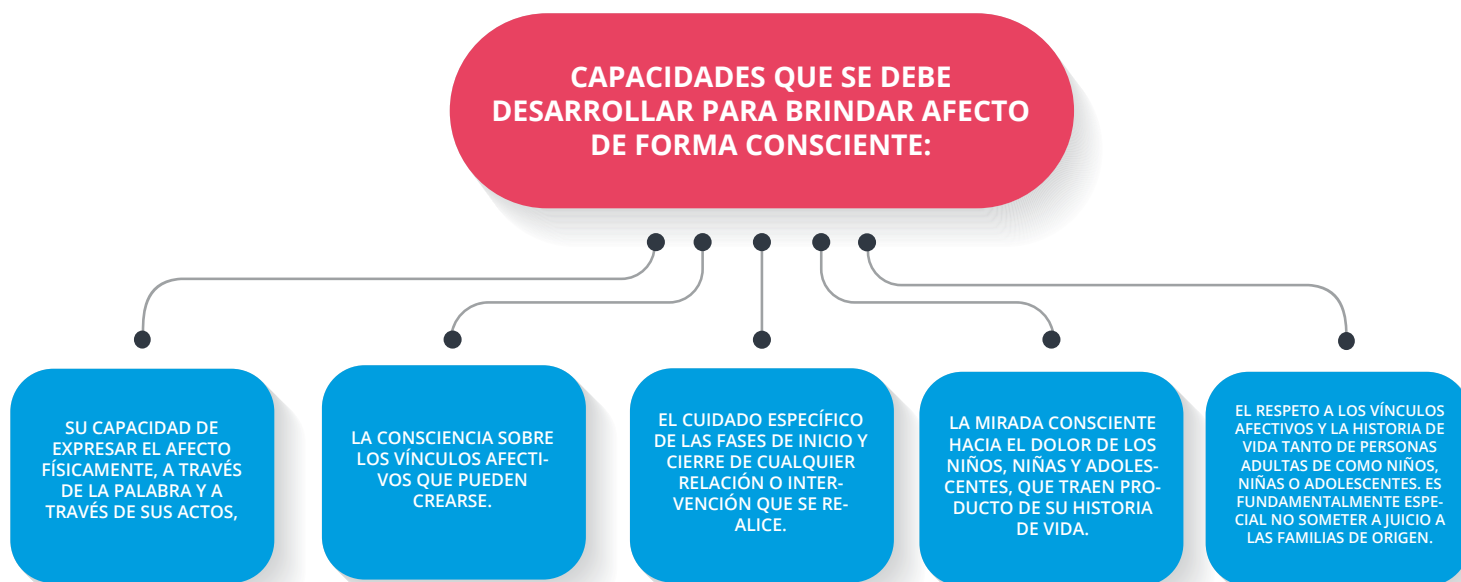 CAPACIDADES QUE SE DEBE
DESARROLLAR PARA BRINDAR AFECTO
DE FORMA CONSCIENTE:
SU CAPACIDAD DE
EXPRESAR EL AFECTO
FÍSICAMENTE, A TRAVÉS
DE LA PALABRA Y A
TRAVÉS DE SUS ACTOS,
LA CONSCIENCIA SOBRE
LOS VÍNCULOS AFECTI-
VOS QUE PUEDEN
CREARSE.
EL CUIDADO ESPECÍFICO
DE LAS FASES DE INICIO Y
CIERRE DE CUALQUIER
RELACIÓN O INTER-
VENCIÓN QUE SE RE-
ALICE.
LA MIRADA CONSCIENTE
HACIA EL DOLOR DE LOS
NIÑOS, NIÑAS Y ADOLES-
CENTES, QUE TRAEN PRO-
DUCTO DE SU HISTORIA
DE VIDA.
EL RESPETO A LOS VÍNCULOS
AFECTIVOS Y LA HISTORIA DE
VIDA TANTO DE PERSONAS
ADULTAS DE COMO NIÑOS,
NIÑAS O ADOLESCENTES. ES
FUNDAMENTALMENTE ESPE-
CIAL NO SOMETER A JUICIO A
LAS FAMILIAS DE ORIGEN.